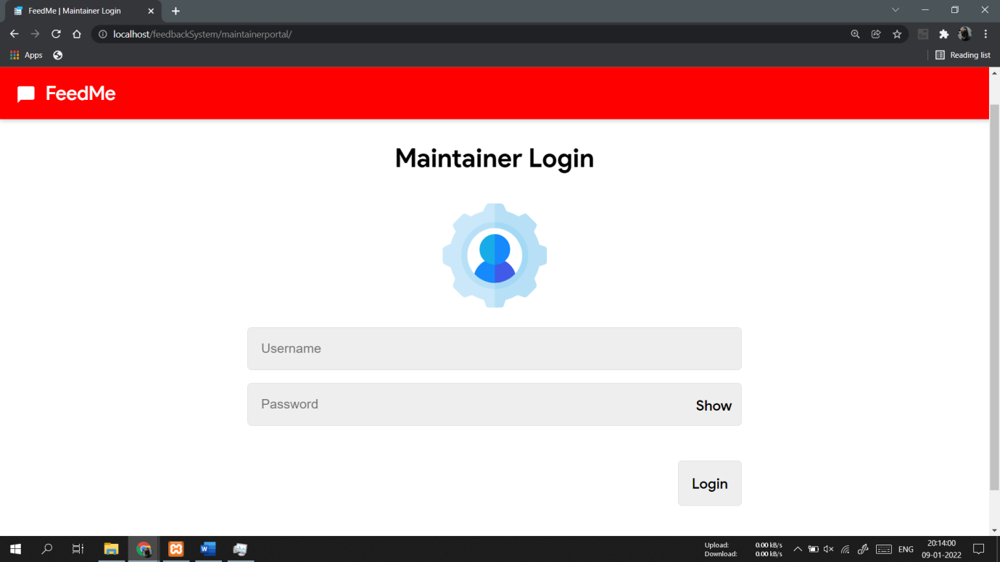 FeedMe | Maintainer Login
localhost/feedbackSystem/maintainerportal/
Apps
Reading list
FeedMe
Maintainer Login
Username
Password
Show
Login
Upload: 0.00 kB/s
Download: 0.00 kB/s
W
ENG
20:14:00
09-01-2022